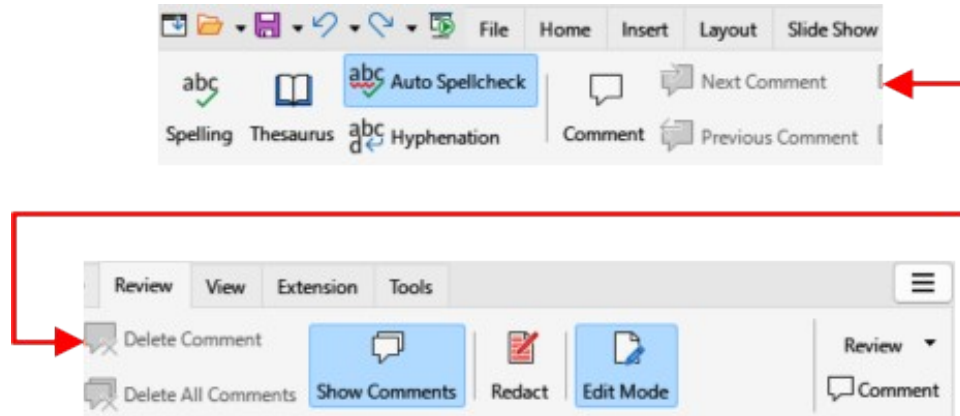 File Home Insert Layout Slide Show
abc Spelling
Thesaurus
abc Auto Spellcheck
abc d Hyphenation
Comment
Next Comment
Previous Comment
Review View Extension Tools
Delete Comment
Delete All Comments
Show Comments
Redact
Edit Mode
Review
Comment